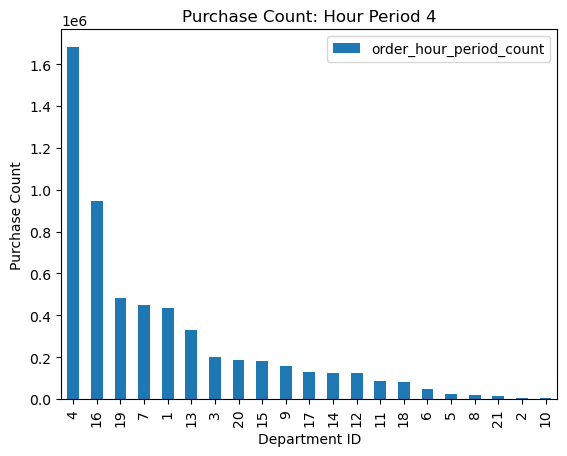 Purchase Count: Hour Period 4
1e6
order_hour_period_count
1.6
1.4
1.2
1.0
0.8
0.6
0.4
0.2
0.0
Purchase Count
4 16 19 7 1 13 3 20 15 9 17 14 12 11 18 6 5 8 21 2 10
Department ID